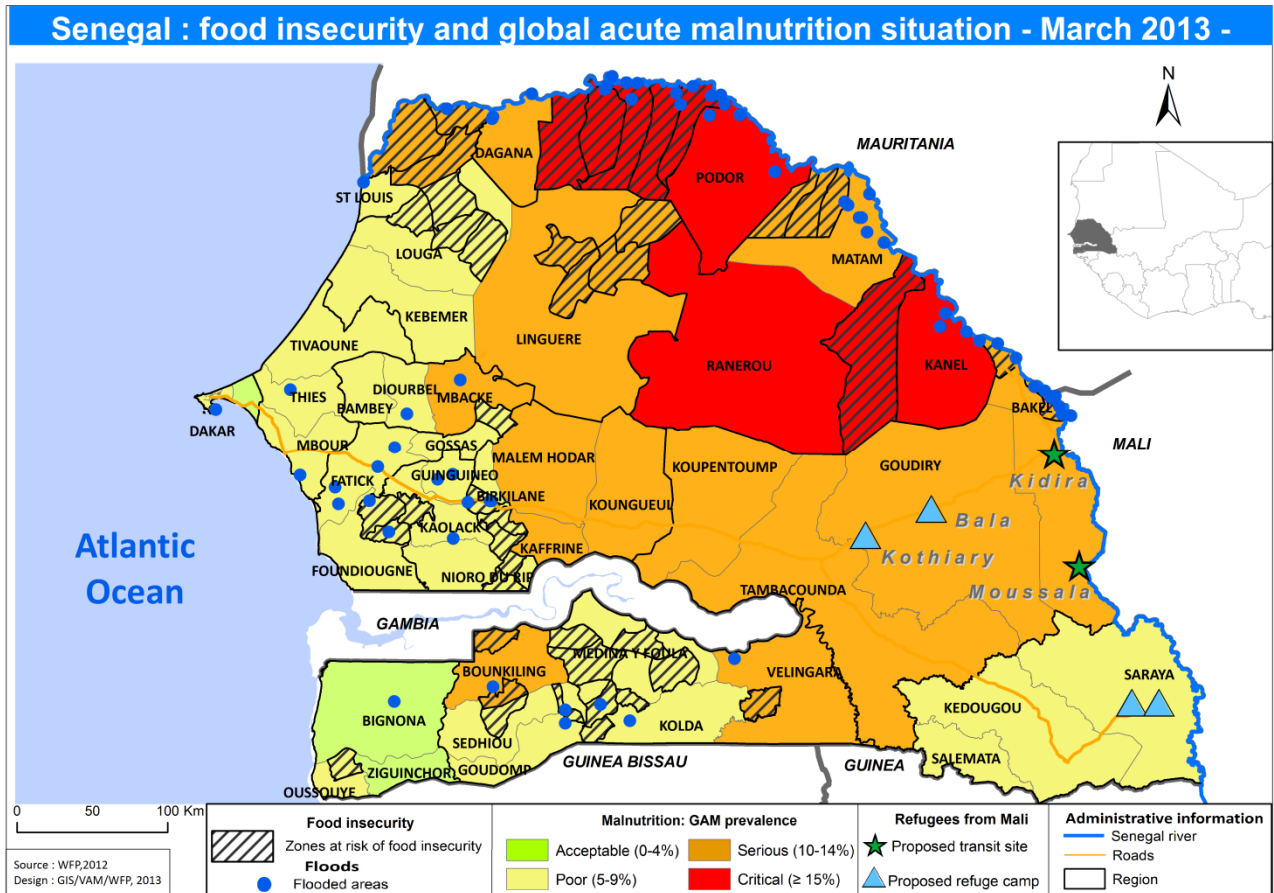 Senegal : food insecurity and global acute malnutrition situation - March 2013 -
N
MAURITANIA
DAGANA
PODOR
ST LOUIS
LOUGA
MATAM
KEBEMER
LINGUERE
TIVAOUNE
RANEROU
KANEL
THIES
DIOURBEL
BAMBEY
MBACKE
BAKEL
DAKAR
MALI
MBOUR
GOSSAS
MALEM HODAR
KOUPENTOUMP
GOUDIRY
FATICK
GUINGUINEO
Kidira
BIRKILANE
KOUNGUEUL
Bala
KAOLACK
KAFFRINE
Kothiary
Atlantic
Ocean
FOUNDIOUGNE
NIORO DU RIP
TAMBACOUNDA
Moussala
GAMBIA
MEDINA Y FOULA
BOUNKILING
VELINGARA
SARAYA
BIGNONA
KOLDA
KEDOUGOU
SEDHIOU
SALEMATA
ZIGUINCHOR
GOUDOMP
GUINEA BISSAU
GUINEA
OUSSOUYE
0 50 100 Km
Food insecurity
Zones at risk of food insecurity
Floods
Flooded areas
Malnutrition: GAM prevalence
Acceptable (0-4%)
Serious (10-14%)
Poor (5-9%)
Critical (≥ 15%)
Refugees from Mali
Proposed transit site
Proposed refuge camp
Administrative information
Senegal river
Roads
Region
Source : WFP,2012
Design : GIS/VAM/WFP, 2013